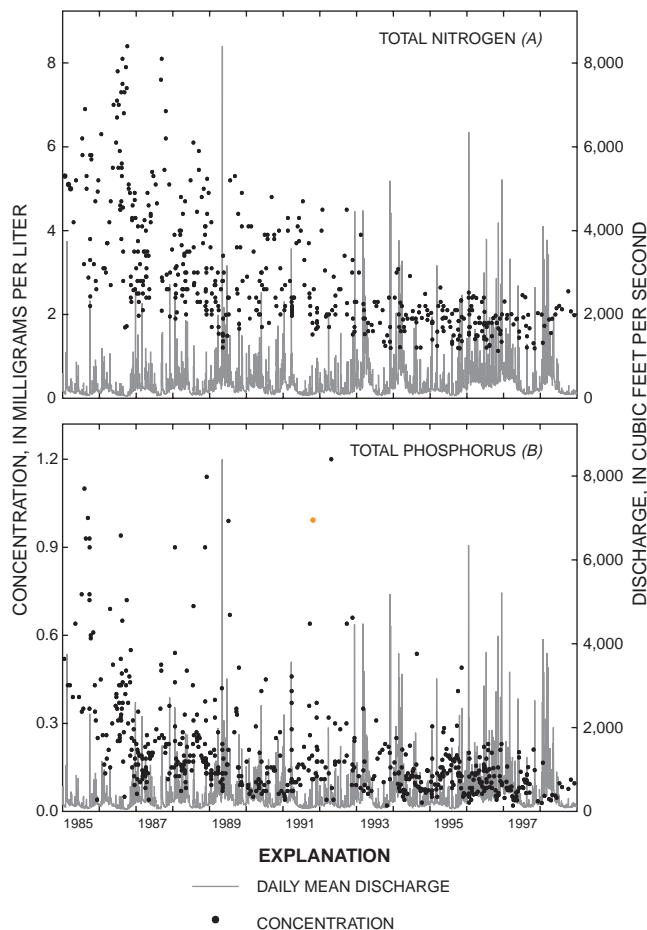 TOTAL NITROGEN (A)
8
6
4
2
0
8,000
6,000
4,000
2,000
0
TOTAL PHOSPHORUS (B)
1.2
0.9
0.6
0.3
0.0
8,000
6,000
4,000
2,000
0
CONCENTRATION, IN MILLIGRAMS PER LITER
DISCHARGE, IN CUBIC FEET PER SECOND
1985 1987 1989 1991 1993 1995 1997
EXPLANATION
DAILY MEAN DISCHARGE
CONCENTRATION